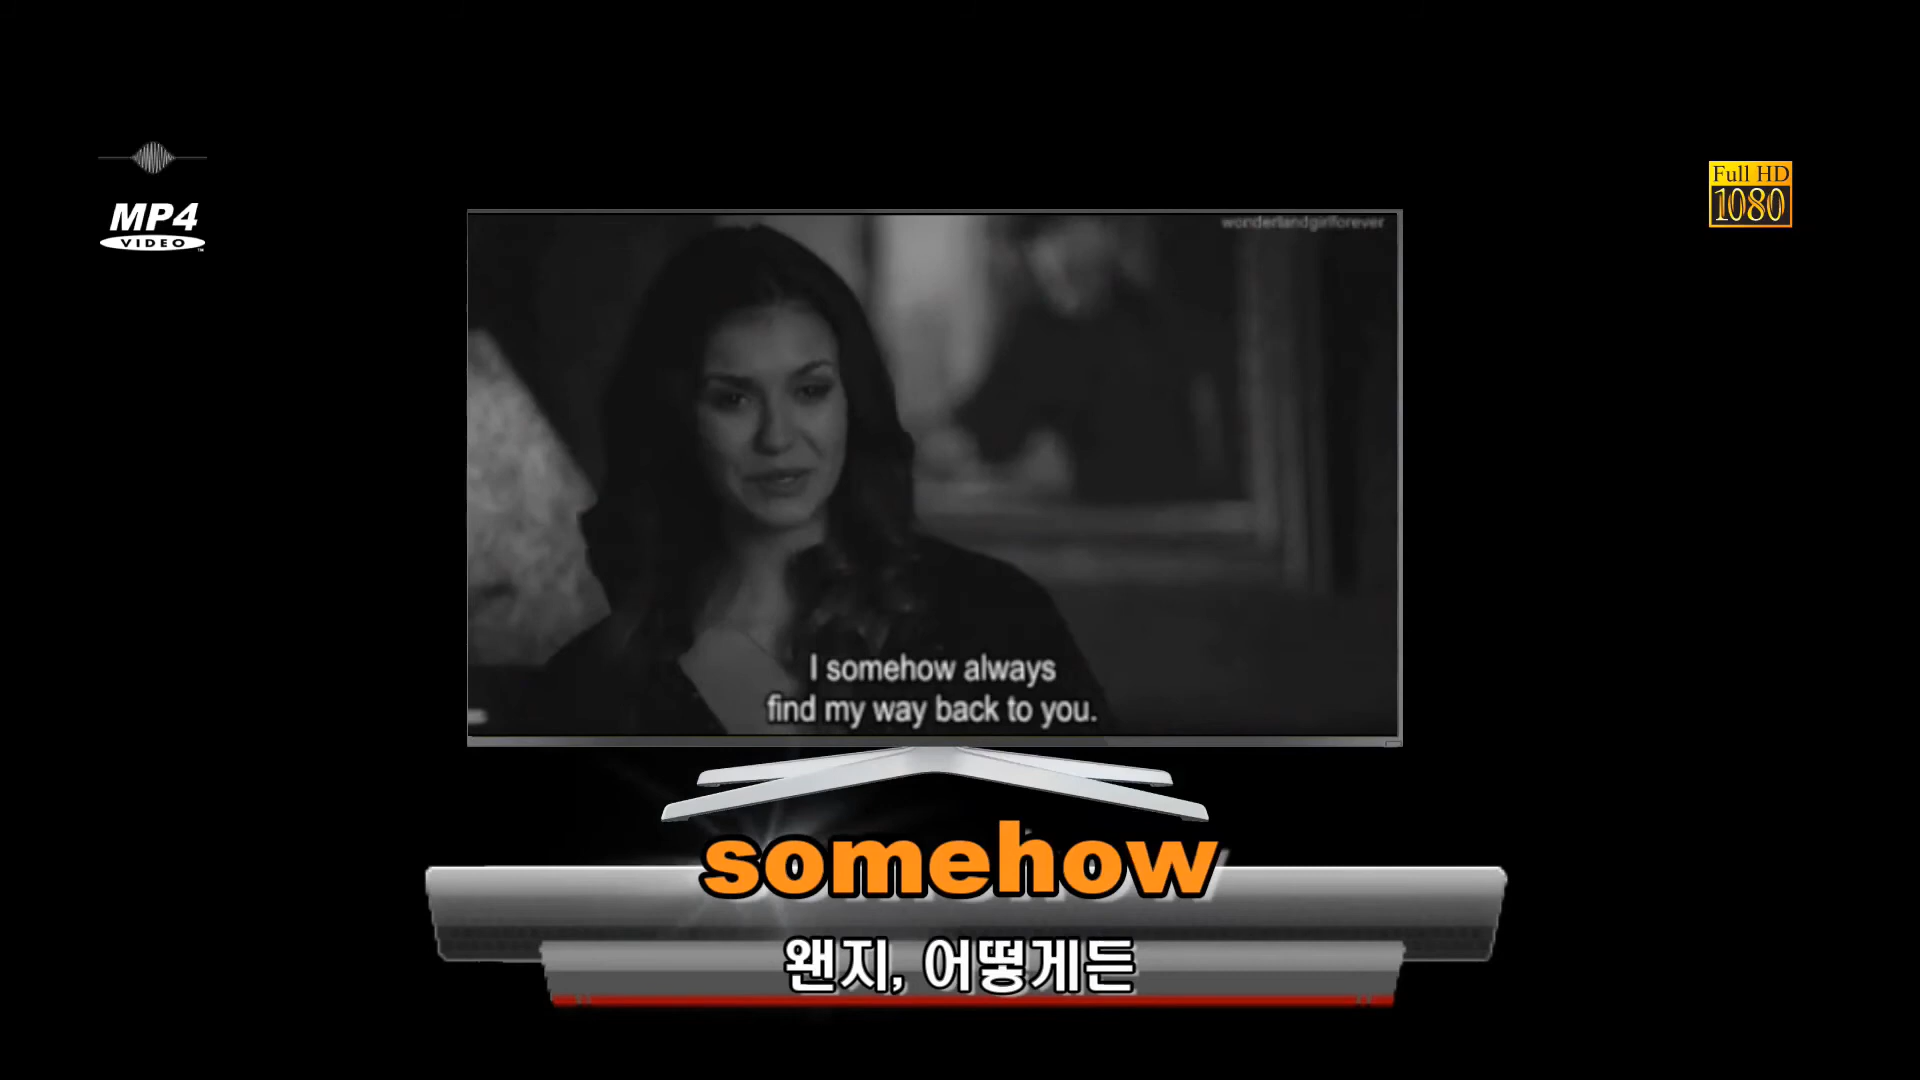 MP4
VIDEO
Full HD
1080
wonderlandgirlforever
I somehow always
find my way back to you.
somehow
왠지, 어떻게든